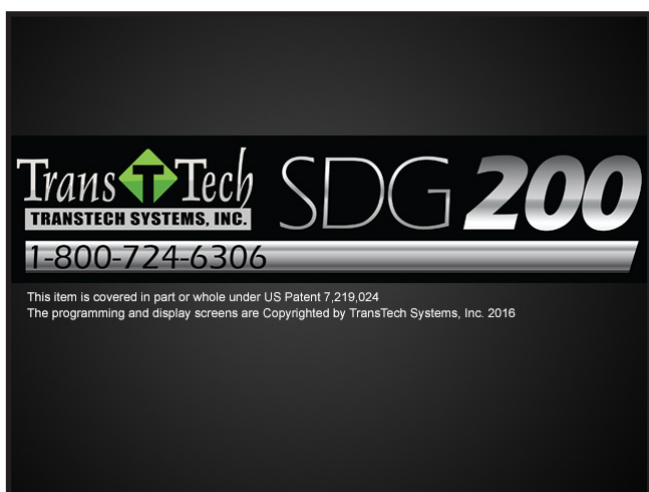 Trans T Tech SDG 200
TRANSTECH SYSTEMS, INC.
1-800-724-6306
This item is covered in part or whole under US Patent 7,219,024
The programming and display screens are Copyrighted by TransTech Systems, Inc. 2016